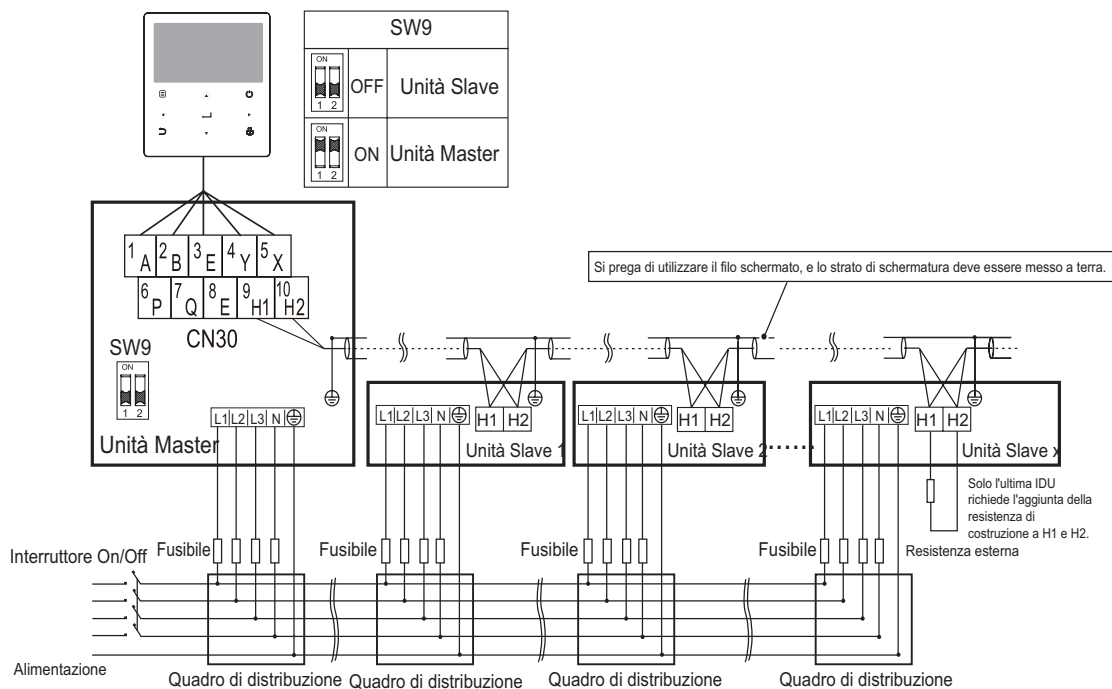 SW9
ON
1 2
OFF
Unità Slave
ON
1 2
ON
Unità Master
1 A
2 B
3 E
4 Y
5 X
6 P
7 Q
8 E
9 H1
10 H2
CN30
Si prega di utilizzare il filo schermato, e lo strato di schermatura deve essere messo a terra.
SW9
ON
1 2
L1 L2 L3 N
Unità Master
L1 L2 L3 N
H1 H2
Unità Slave 1
L1 L2 L3 N
H1 H2
Unità Slave 2
L1 L2 L3 N
H1 H2
Unità Slave x
Solo l'ultima IDU
richiede l'aggiunta della
resistenza di
costruzione a H1 e H2.
Resistenza esterna
Interruttore On/Off
Fusibile
Fusibile
Fusibile
Fusibile
Alimentazione
Quadro di distribuzione
Quadro di distribuzione
Quadro di distribuzione
Quadro di distribuzione